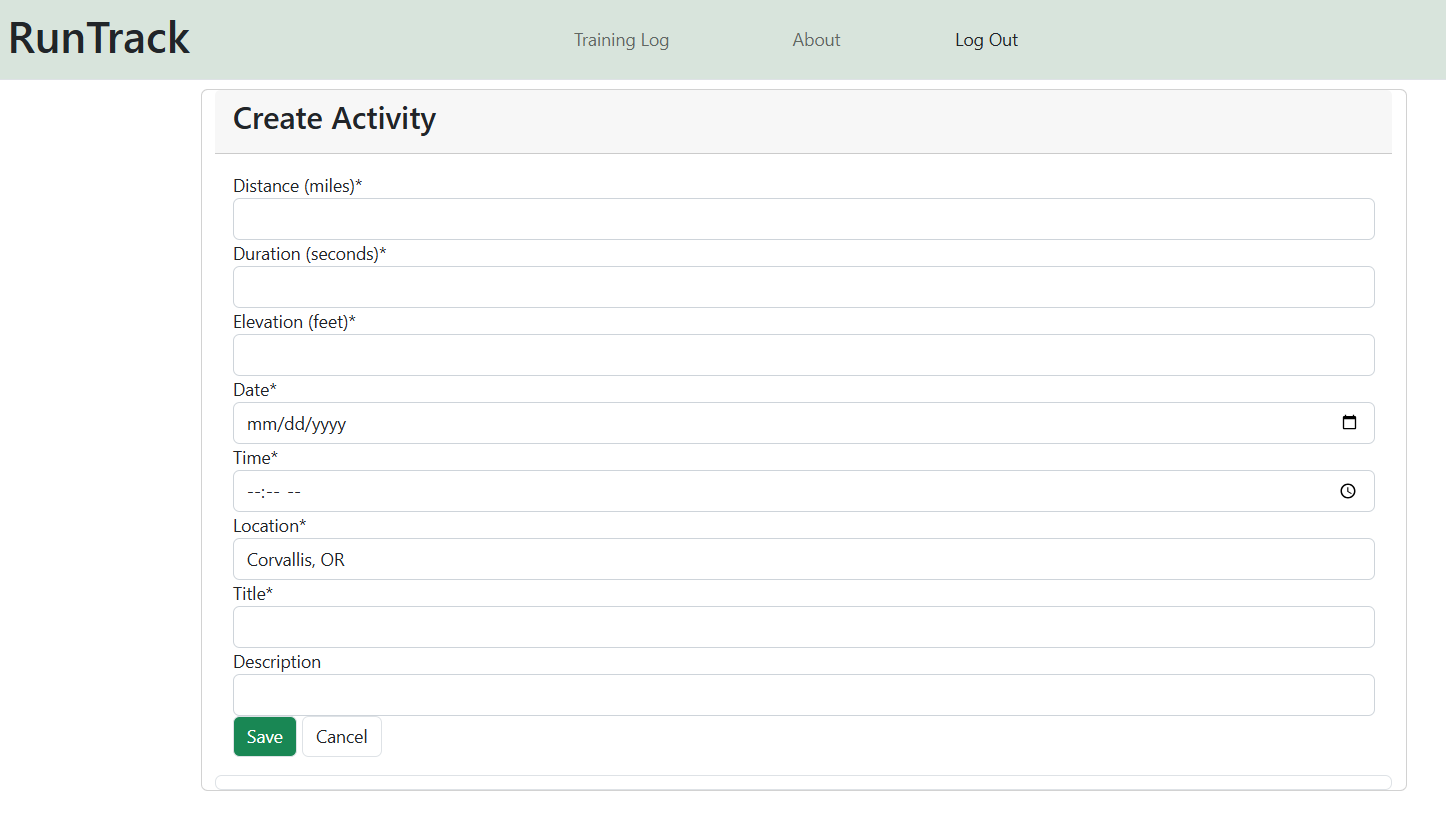 RunTrack
Training Log
About
Log Out
Create Activity
Distance (miles)*
Duration (seconds)*
Elevation (feet)*
Date*
mm/dd/yyyy
Time*
--:-- --
Location*
Corvallis, OR
Title*
Description
Save
Cancel